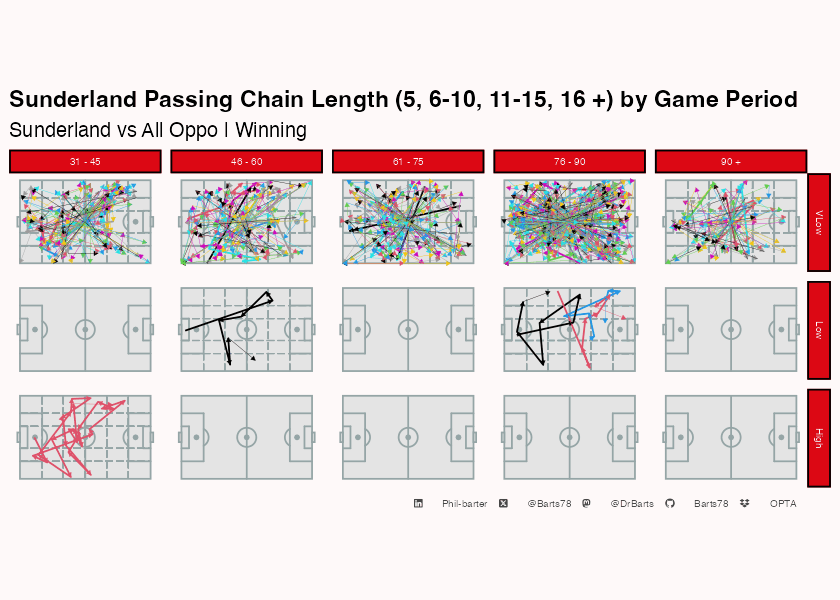 Sunderland Passing Chain Length (5, 6-10, 11-15, 16 +) by Game Period
Sunderland vs All Oppo | Winning
31 - 45
46 - 60
61 - 75
76 - 90
90 +
VLow
Low
High
Phil-barter @Barts78 @DrBarts Barts78 OPTA